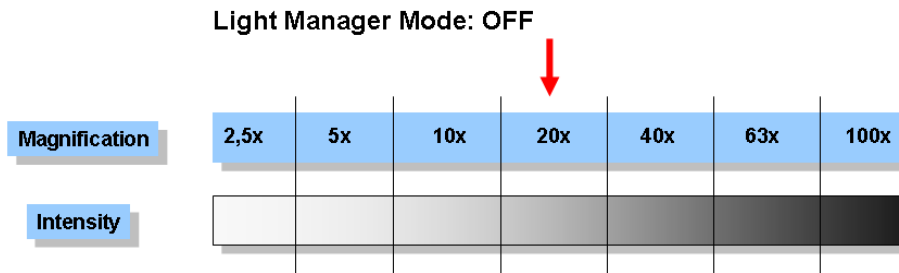 Light Manager Mode: OFF
Magnification 2,5x 5x 10x 20x 40x 63x 100x
Intensity